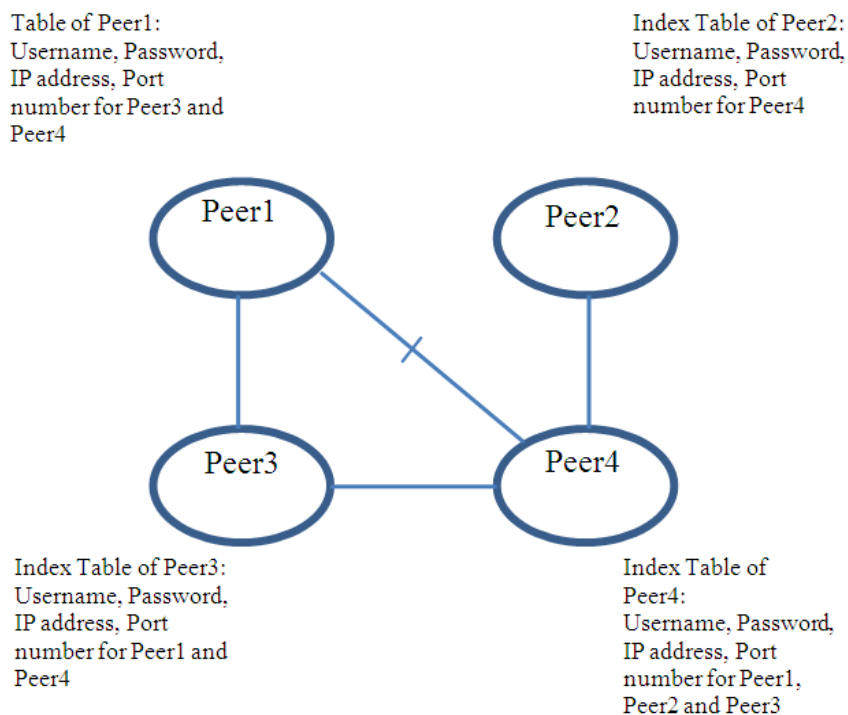 Table of Peer1:
Username, Password,
IP address, Port
number for Peer3 and
Peer4
Index Table of Peer2:
Username, Password,
IP address, Port
number for Peer4
Peer1
Peer2
Peer3
Peer4
Index Table of Peer3:
Username, Password,
IP address, Port
number for Peer1 and
Peer4
Index Table of
Peer4:
Username, Password,
IP address, Port
number for Peer1,
Peer2 and Peer3